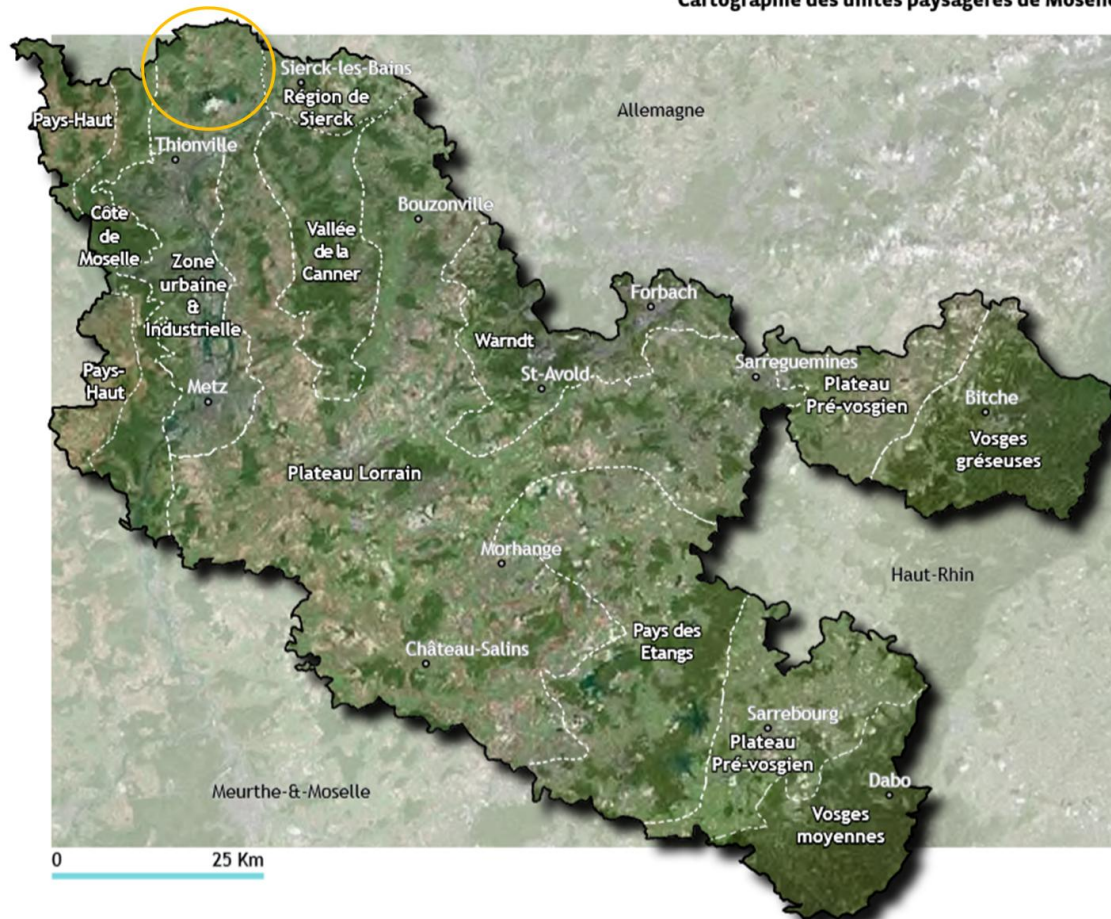 Cartographie des unités paysagères de Moselle
Sierck-les-Bains
Région de
Sierck
Allemagne
Pays-Haut
Thionville
Bouzonville
Côte
de
Moselle
Vallée
de la
Canner
Zone
urbaine
&
Industrielle
Forbach
Warndt
Sarreguemines
Pays-
Haut
St-Avold
Plateau
Pré-vosgien
Metz
Bitche
Vosges
gréseuses
Plateau Lorrain
Morhange
Haut-Rhin
Pays des
Etangs
Château-Salins
Sarrebourg
Plateau
Pré-vosgien
Dabo
Meurthe-&-Moselle
Vosges
moyennes
0 25 Km